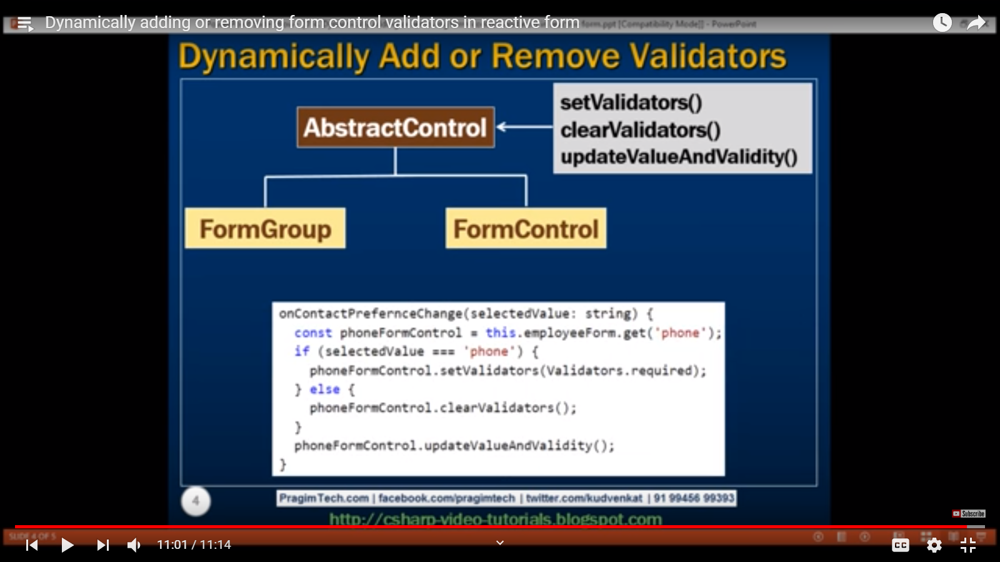 Dynamically adding or removing form control validators in reactive form
form.ppt [Compatibility Mode] - PowerPoint
Dynamically Add or Remove Validators
setValidators()
AbstractControl
clearValidators()
updateValueAndValidity()
FormGroup
FormControl
onContactPrefernceChange(selectedValue: string) {
const phoneFormControl = this.employeeForm.get('phone');
if (selectedValue === 'phone') {
phoneFormControl.setValidators(Validators.required);
} else {
phoneFormControl.clearValidators();
}
phoneFormControl.updateValueAndValidity();
}
4
PragimTech.com | facebook.com/pragimtech | twitter.com/kudvenkat | 91 99456 99393
http://csharp-video-tutorials.blogspot.com
Subscribe
SLIDE 4 OF 5
11:01 / 11:14
CC